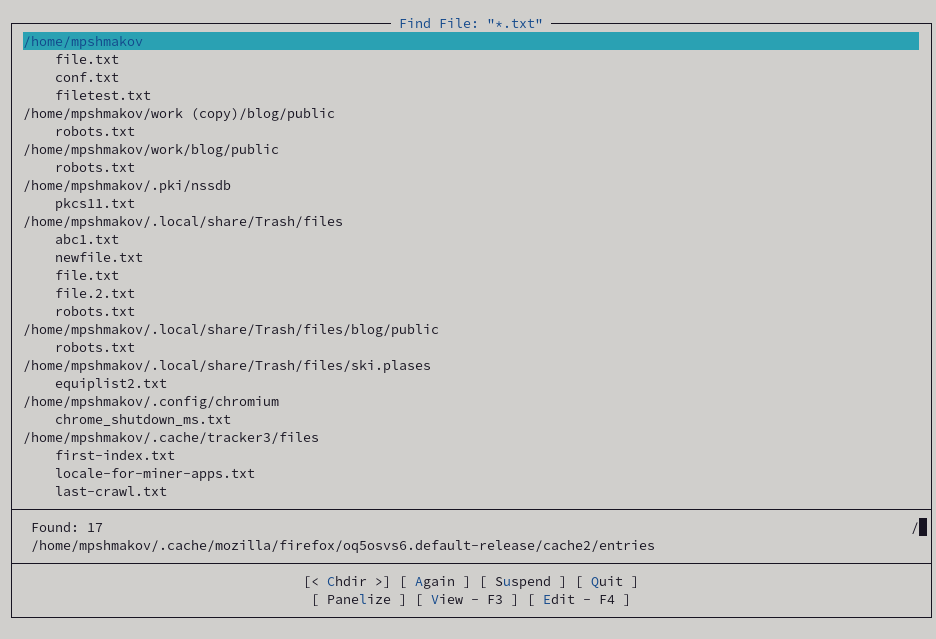 Find File: "*.txt"
/home/mpshmakov
file.txt
conf.txt
filetest.txt
/home/mpshmakov/work (copy)/blog/public
robots.txt
/home/mpshmakov/work/blog/public
robots.txt
/home/mpshmakov/.pki/nssdb
pkcs11.txt
/home/mpshmakov/.local/share/Trash/files
abc1.txt
newfile.txt
file.txt
file.2.txt
robots.txt
/home/mpshmakov/.local/share/Trash/files/blog/public
robots.txt
/home/mpshmakov/.local/share/Trash/files/ski.plases
equiplist2.txt
/home/mpshmakov/.config/chromium
chrome_shutdown_ms.txt
/home/mpshmakov/.cache/tracker3/files
first-index.txt
locale-for-miner-apps.txt
last-crawl.txt
Found: 17 /
/home/mpshmakov/.cache/mozilla/firefox/oq5osvs6.default-release/cache2/entries
[< Chdir >] [ Again ] [ Suspend ] [ Quit ]
[ Panelize ] [ View - F3 ] [ Edit - F4 ]